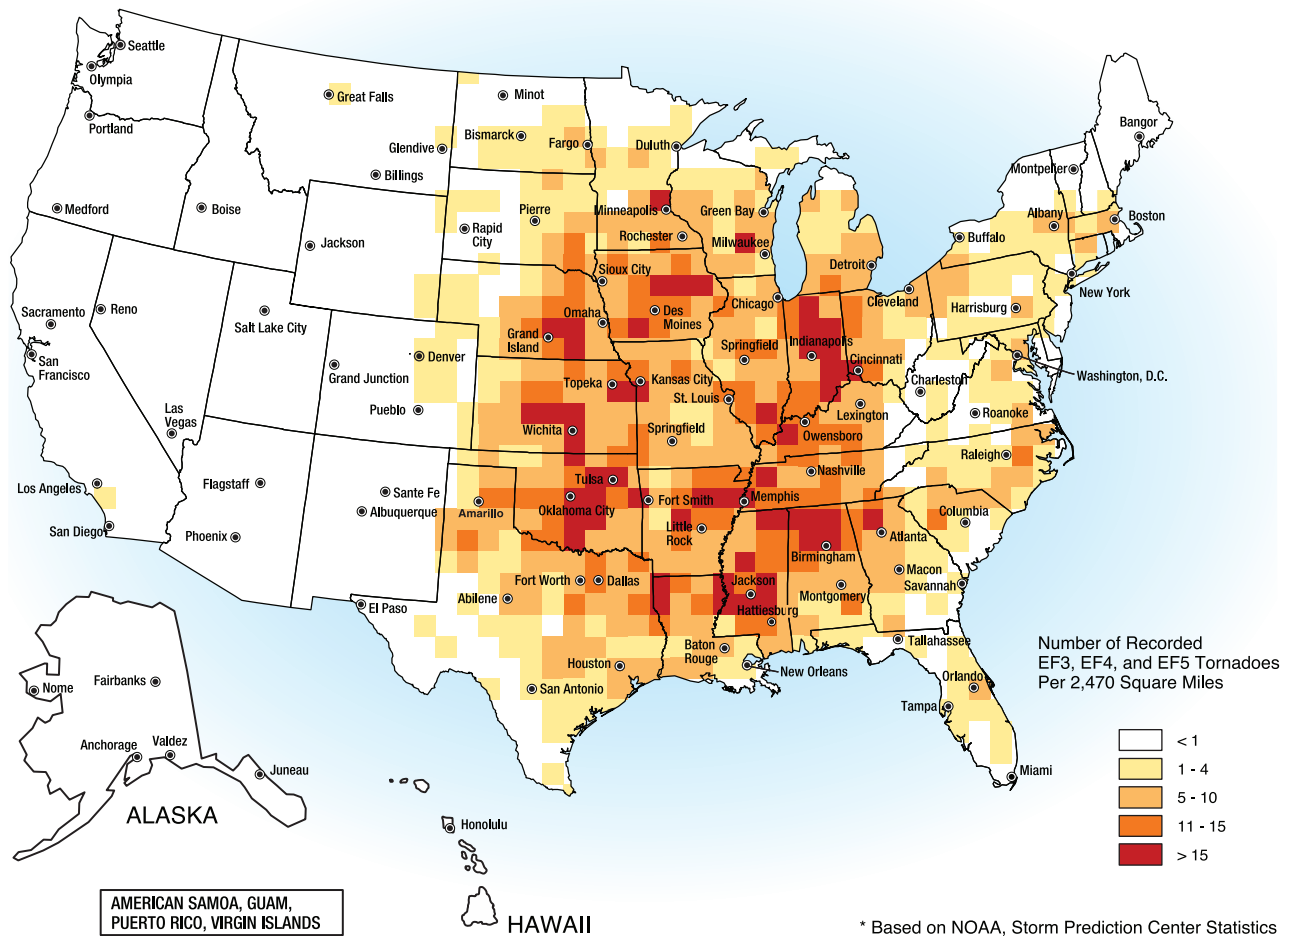 Seattle
Olympia
Portland
Medford
Boise
Great Falls
Glendive
Billings
Jackson
Minot
Bismarck
Fargo
Duluth
Pierre
Rapid
City
Minneapolis
Rochester
Green Bay
Milwaukee
Detroit
Bangor
Montpelier
Albany
Boston
Buffalo
New York
Cleveland
Harrisburg
Washington, D.C.
Sacramento
San
Francisco
Reno
Salt Lake City
Las
Vegas
Denver
Grand Junction
Pueblo
Sioux City
Omaha
Grand
Island
Des
Moines
Chicago
Springfield
Indianapolis
Cincinnati
Charleston
Topeka
Kansas City
St. Louis
Wichita
Springfield
Lexington
Owensboro
Roanoke
Raleigh
Los Angeles
San Diego
Flagstaff
Phoenix
Sante Fe
Albuquerque
Amarillo
Tulsa
Oklahoma City
Fort Smith
Little
Rock
Memphis
Nashville
Columbia
Atlanta
Birmingham
Macon
Savannah
Montgomery
Jackson
Hattiesburg
El Paso
Abilene
Fort Worth
Dallas
Houston
San Antonio
Baton
Rouge
New Orleans
Tallahassee
Orlando
Tampa
Miami
Nome
Fairbanks
Anchorage
Valdez
Juneau
ALASKA
Honolulu
HAWAII
AMERICAN SAMOA, GUAM,
PUERTO RICO, VIRGIN ISLANDS
Number of Recorded
EF3, EF4, and EF5 Tornadoes
Per 2,470 Square Miles
< 1
1 - 4
5 - 10
11 - 15
> 15
* Based on NOAA, Storm Prediction Center Statistics